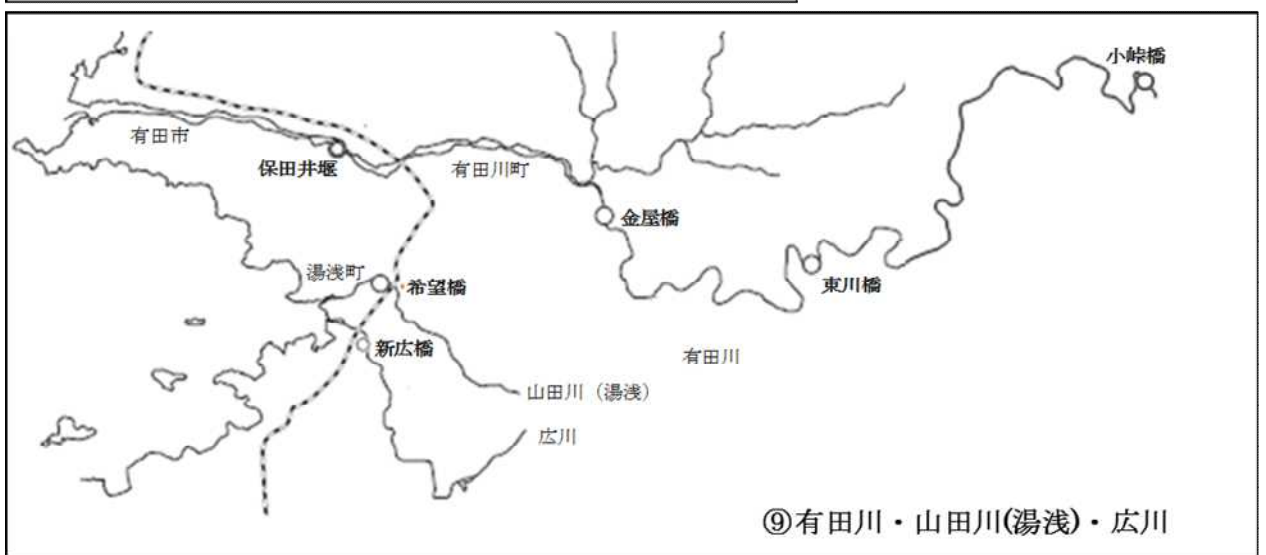 小峠橋
有田市
保田井堰
有田川町
金屋橋
湯浅町
希望橋
東川橋
新広橋
有田川
山田川（湯浅）
広川
⑨有田川・山田川(湯浅)・広川